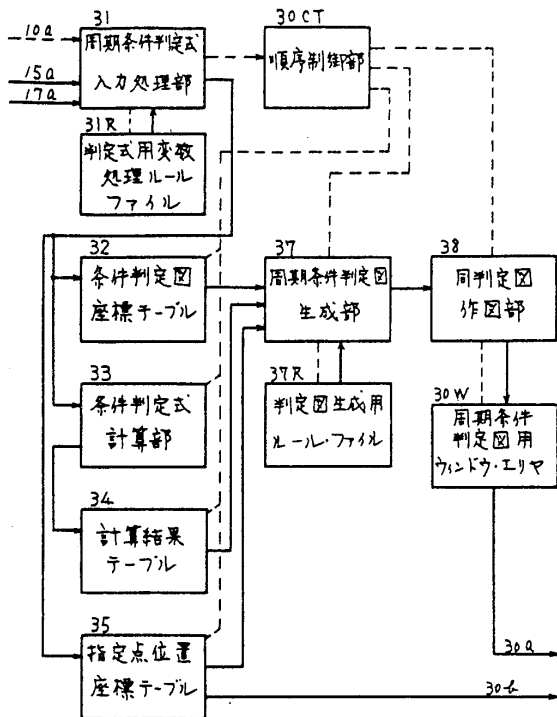 31
30CT
10a
周期条件判定式
入力処理部
順序制御部
15a
17a
31R
判定式用変数
処理ルール
ファイル
32
条件判定図
座標テーブル
37
周期条件判定図
生成部
38
同判定図
作図部
33
条件判定式
計算部
37R
判定図生成用
ルール・ファイル
30W
周期条件
判定図用
ウィンドウ・エリヤ
34
計算結果
テーブル
35
指定点位置
座標テーブル
30a
30b